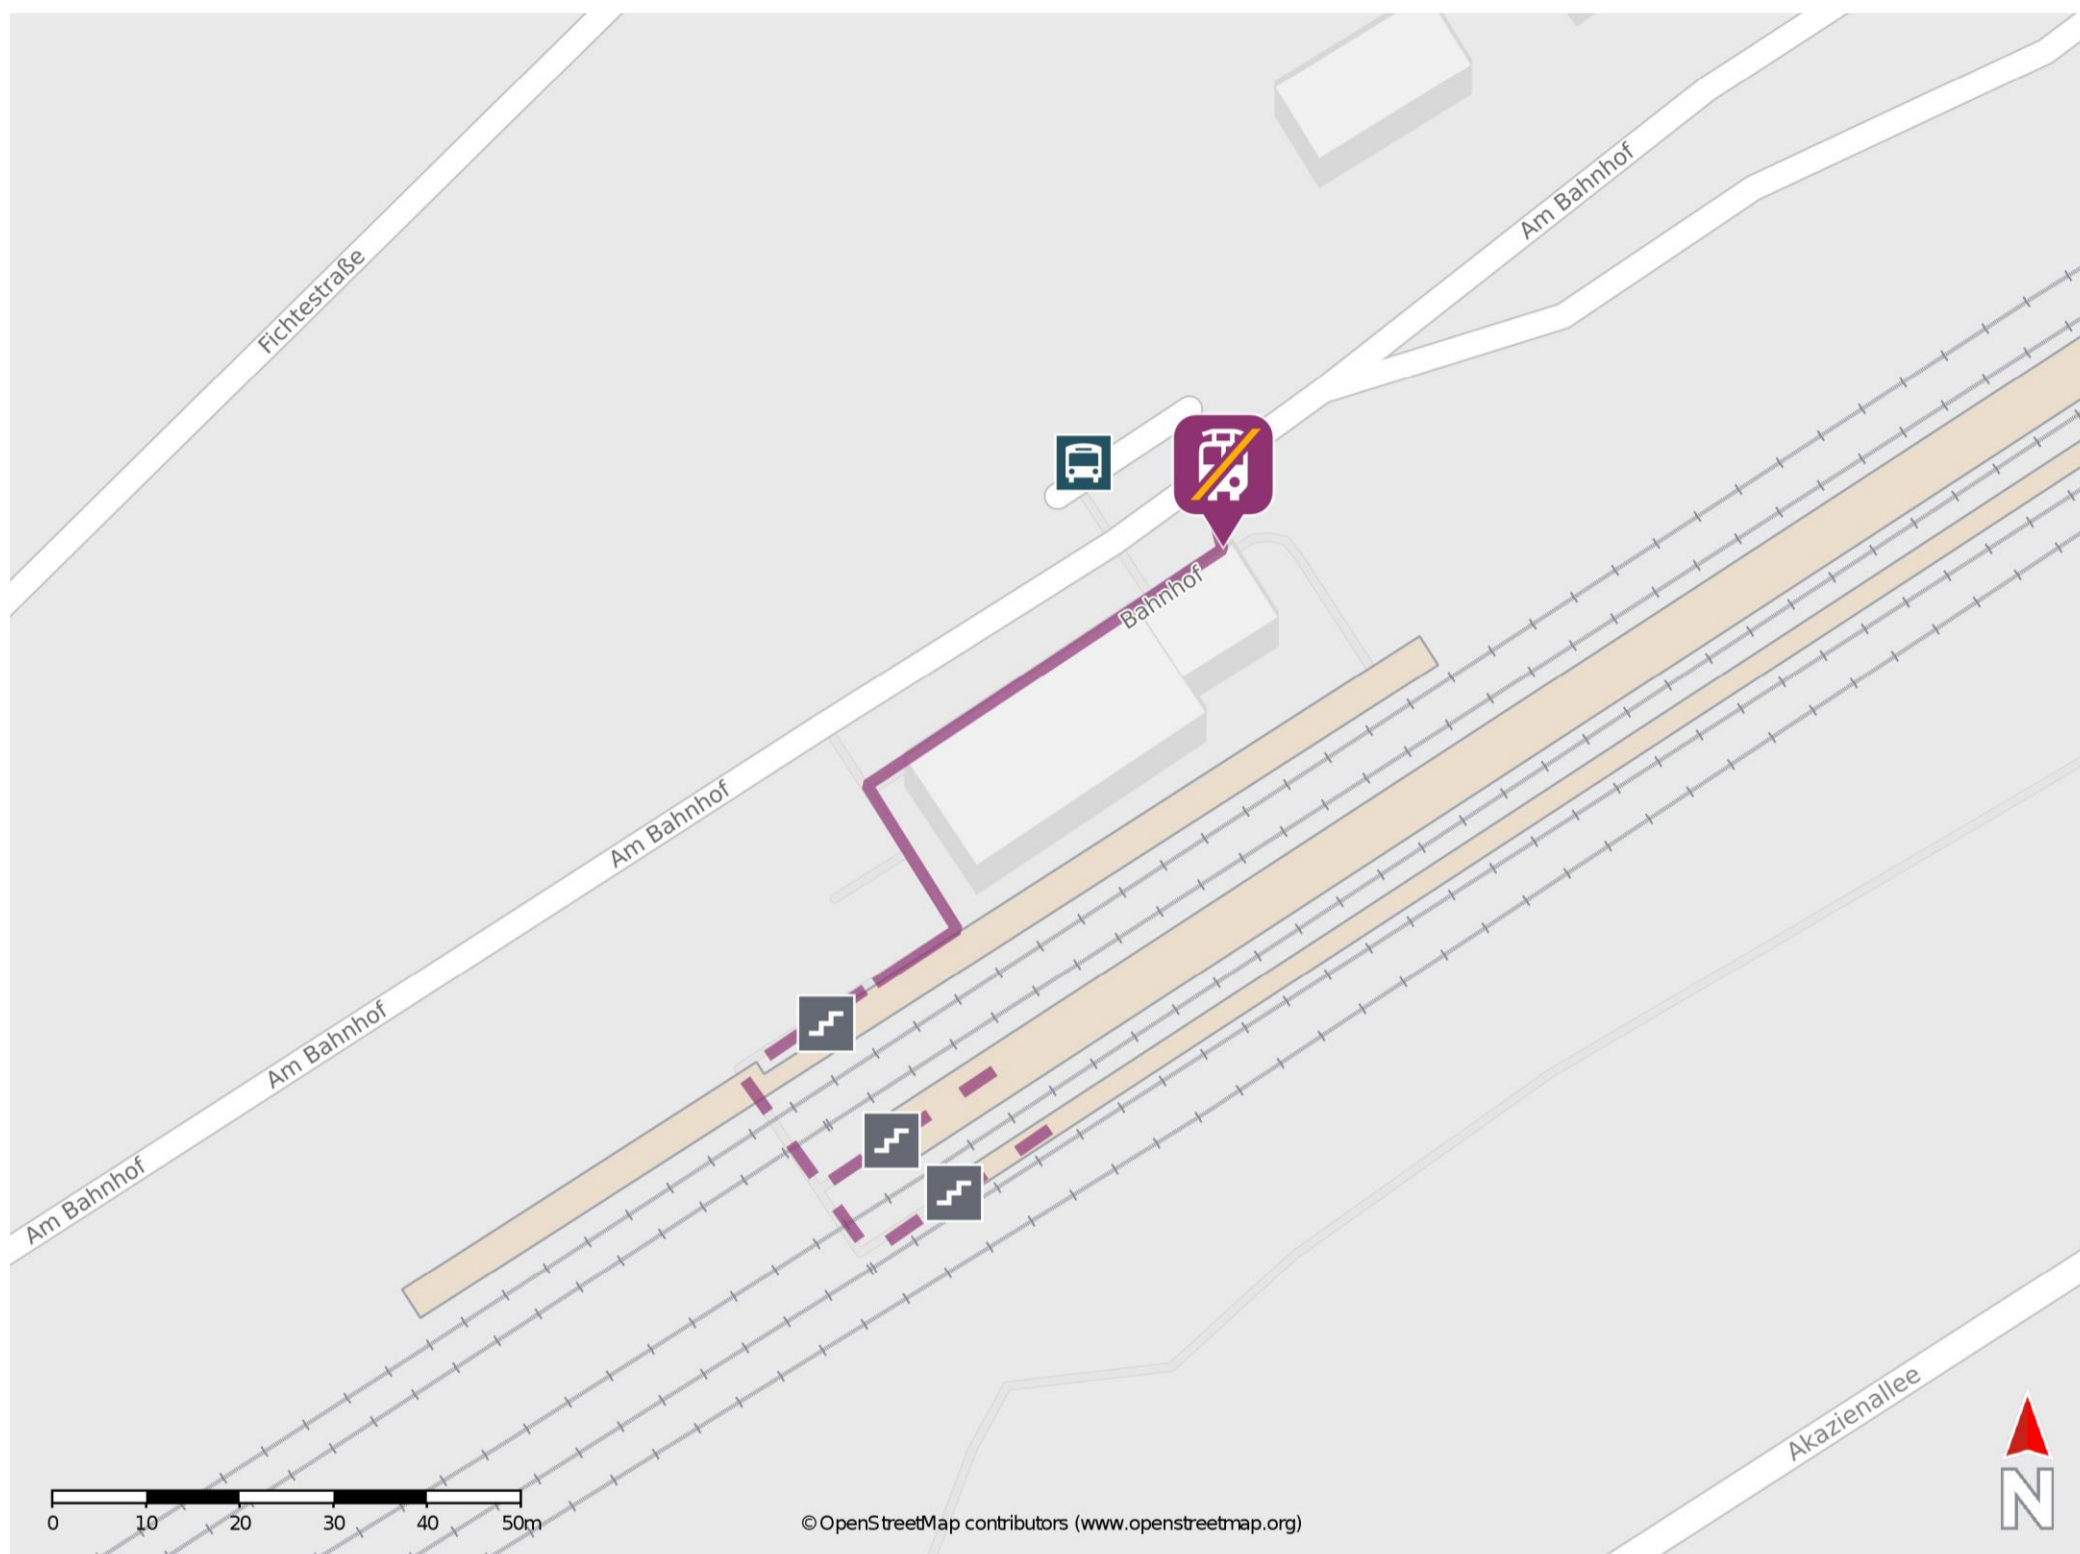 Am Bahnhof
Fichtestraße
Bahnhof
Am Bahnhof
Am Bahnhof
Am Bahnhof
Akazienallee
N
0 10 20 30 40 50m
© OpenStreetMap contributors (www.openstreetmap.org)